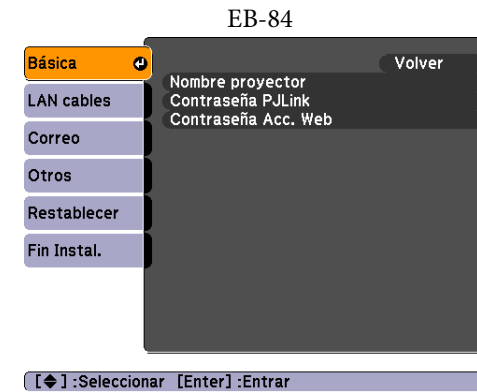 EB-84
Básica
Volver
Nombre proyector
LAN cables
Contraseña PJLink
Contraseña Acc. Web
Correo
Otros
Restablecer
Fin Instal.
[◆] :Seleccionar [Enter] :Entrar